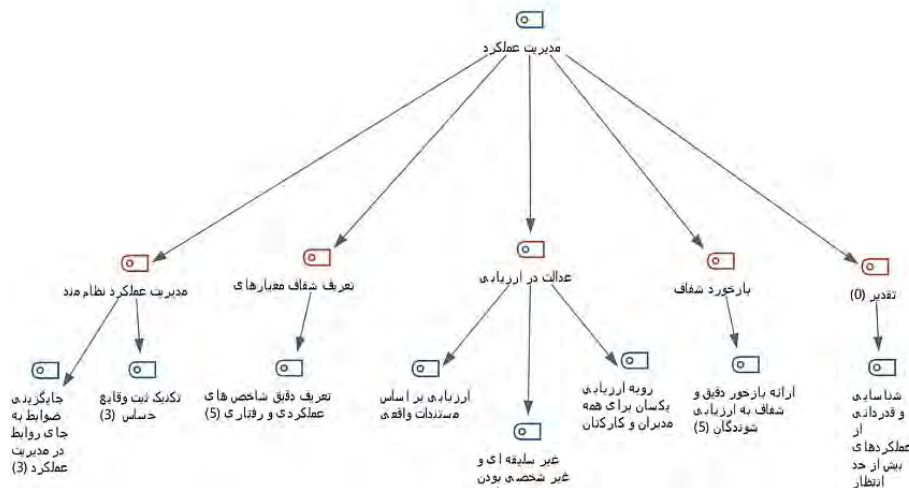 مدیریت عملکرد
مدیریت عملکرد نظام مند
تعریف شفاف معیارهای
عدالت در ارزیابی
بازخورد شفاف
تقدیر (0)
جایگزینی
ضوابط به
جای روابط
در مدیریت
عملکرد (3)
تکنیک ثبت وقایع
حساس (3)
تعریف دقیق شاخص های
عملکردی و رفتاری (5)
ارزیابی بر اساس
مستندات واقعی
غیر سلیقه ای و
غیر شخصی بودن
رویه ارزیابی
یکسان برای همه
مدیران و کارکنان
ارائه بازخور دقیق و
شفاف به ارزیابی
شوندگان (5)
شناسایی
و قدردانی
از
عملکردهای
بیش از حد
انتظار